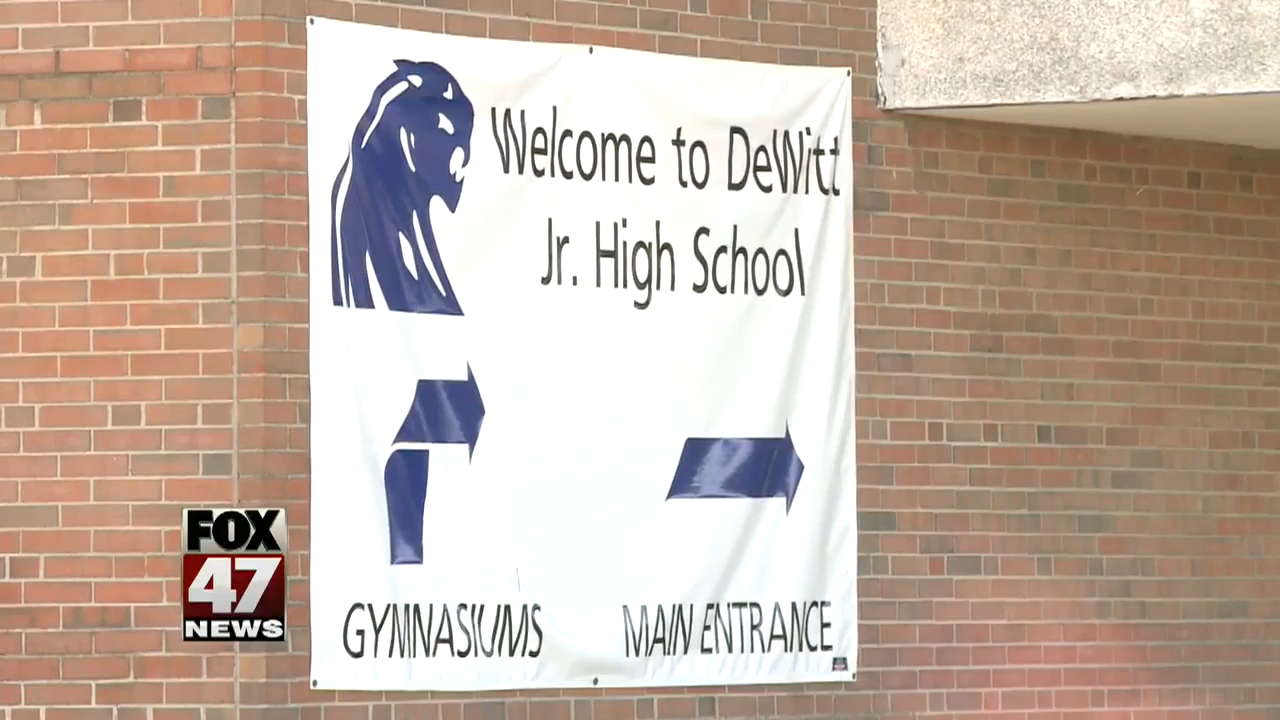 Welcome to DeWitt
Jr. High School
GYMNASIUMS
MAIN ENTRANCE
FOX
47
NEWS